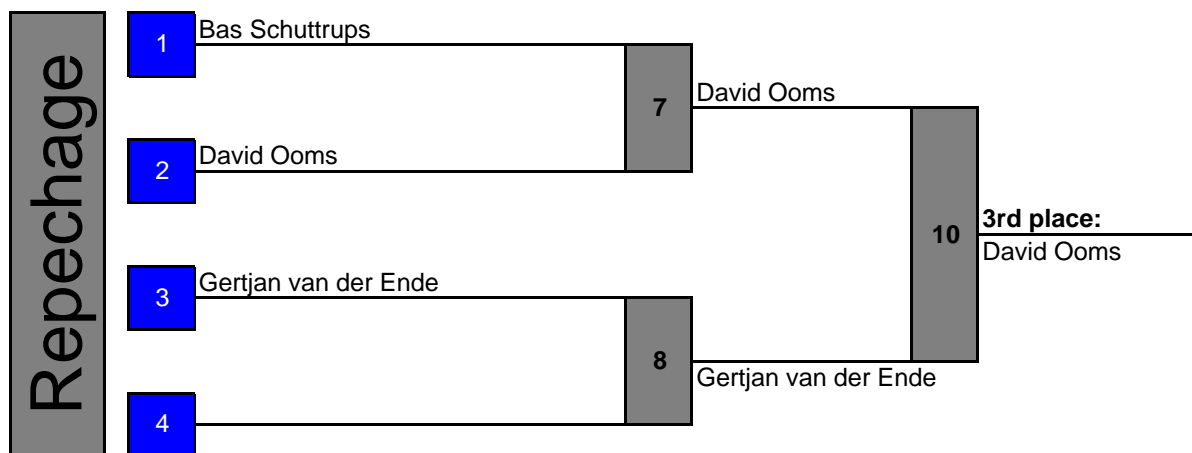 Repechage
1
Bas Schuttrups
7
David Ooms
2
David Ooms
10
3rd place:
David Ooms
3
Gertjan van der Ende
8
Gertjan van der Ende
4